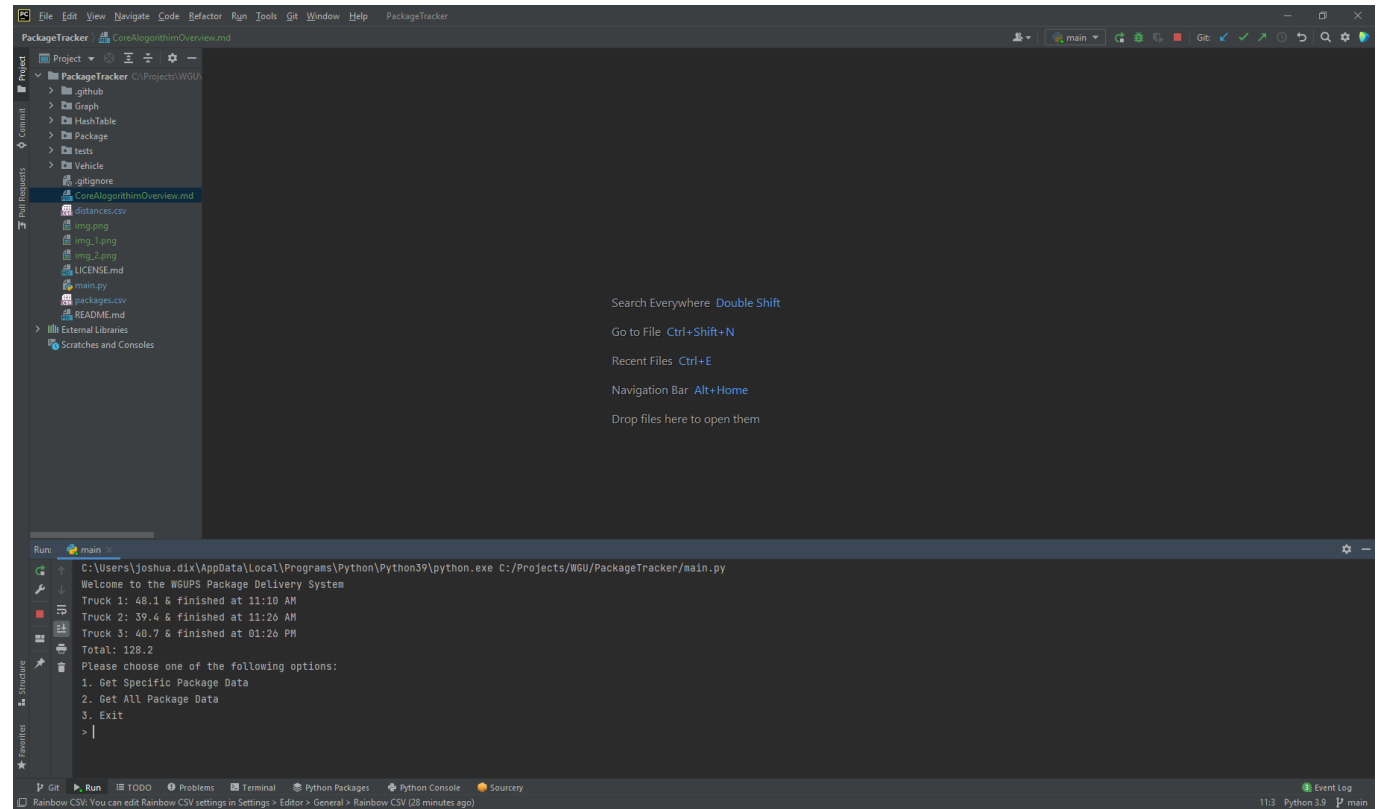 PC File Edit View Navigate Code Refactor Run Tools Git Window Help PackageTracker
PackageTracker CoreAlogorithimOverview.md main Git:
Project
PackageTracker C:\Projects\WGU\
.github
Graph
HashTable
Package
tests
Vehicle
.gitignore
CoreAlogorithimOverview.md
distances.csv
img.png
img_1.png
img_2.png
LICENSE.md
main.py
packages.csv
README.md
External Libraries
Scratches and Consoles
Project
Commit
Pull Requests
Search Everywhere Double Shift
Go to File Ctrl+Shift+N
Recent Files Ctrl+E
Navigation Bar Alt+Home
Drop files here to open them
Run: main
C:\Users\joshua.dix\AppData\Local\Programs\Python\Python39\python.exe C:/Projects/WGU/PackageTracker/main.py
Welcome to the WGUPS Package Delivery System
Truck 1: 48.1 & finished at 11:10 AM
Truck 2: 39.4 & finished at 11:26 AM
Truck 3: 40.7 & finished at 01:26 PM
Total: 128.2
Please choose one of the following options:
1. Get Specific Package Data
2. Get All Package Data
3. Exit
>
Structure
Favorites
Git Run TODO Problems Terminal Python Packages Python Console Sourcery 3 Event Log
Rainbow CSV: You can edit Rainbow CSV settings in Settings > Editor > General > Rainbow CSV (28 minutes ago) 11:3 Python 3.9 main